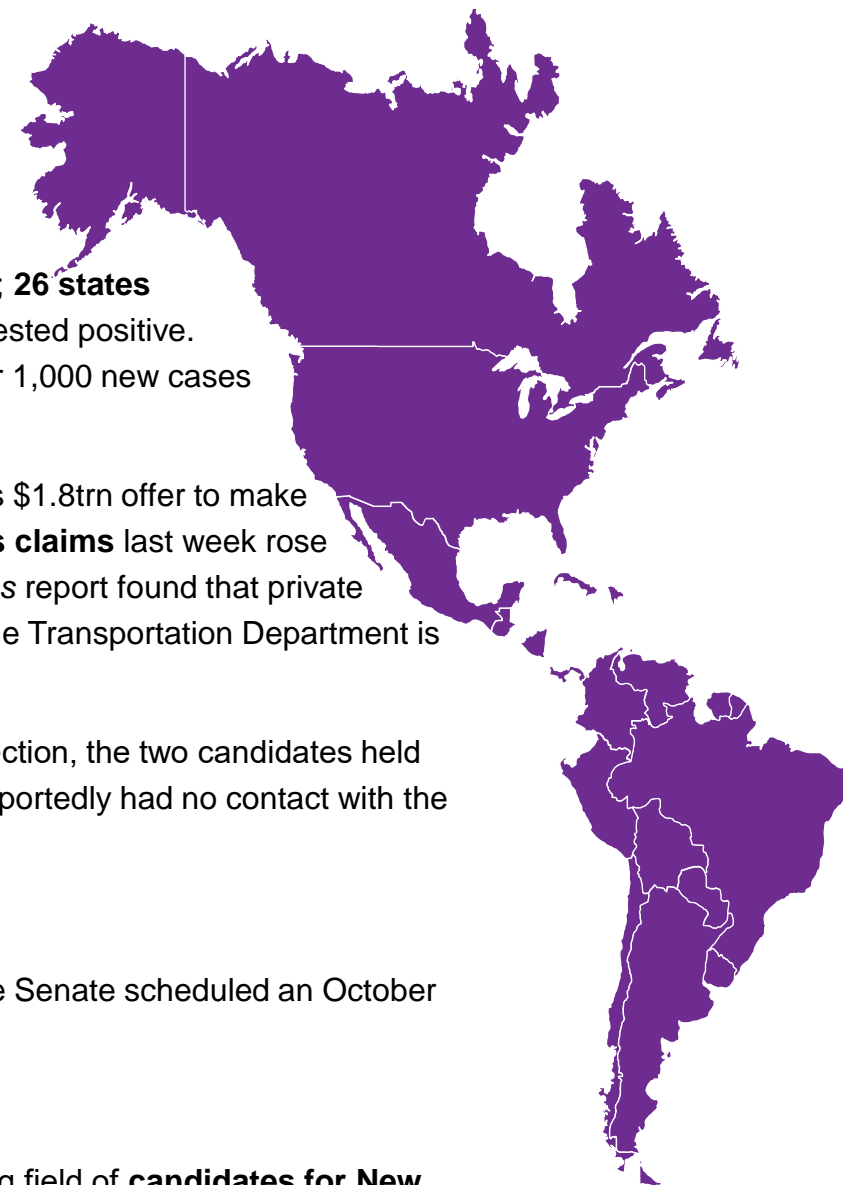 ; 26 states
ested positive.
r 1,000 new cases
s $1.8trn offer to make
s claims last week rose
s report found that private
e Transportation Department is
ection, the two candidates held
portedly had no contact with the
e Senate scheduled an October
g field of candidates for New